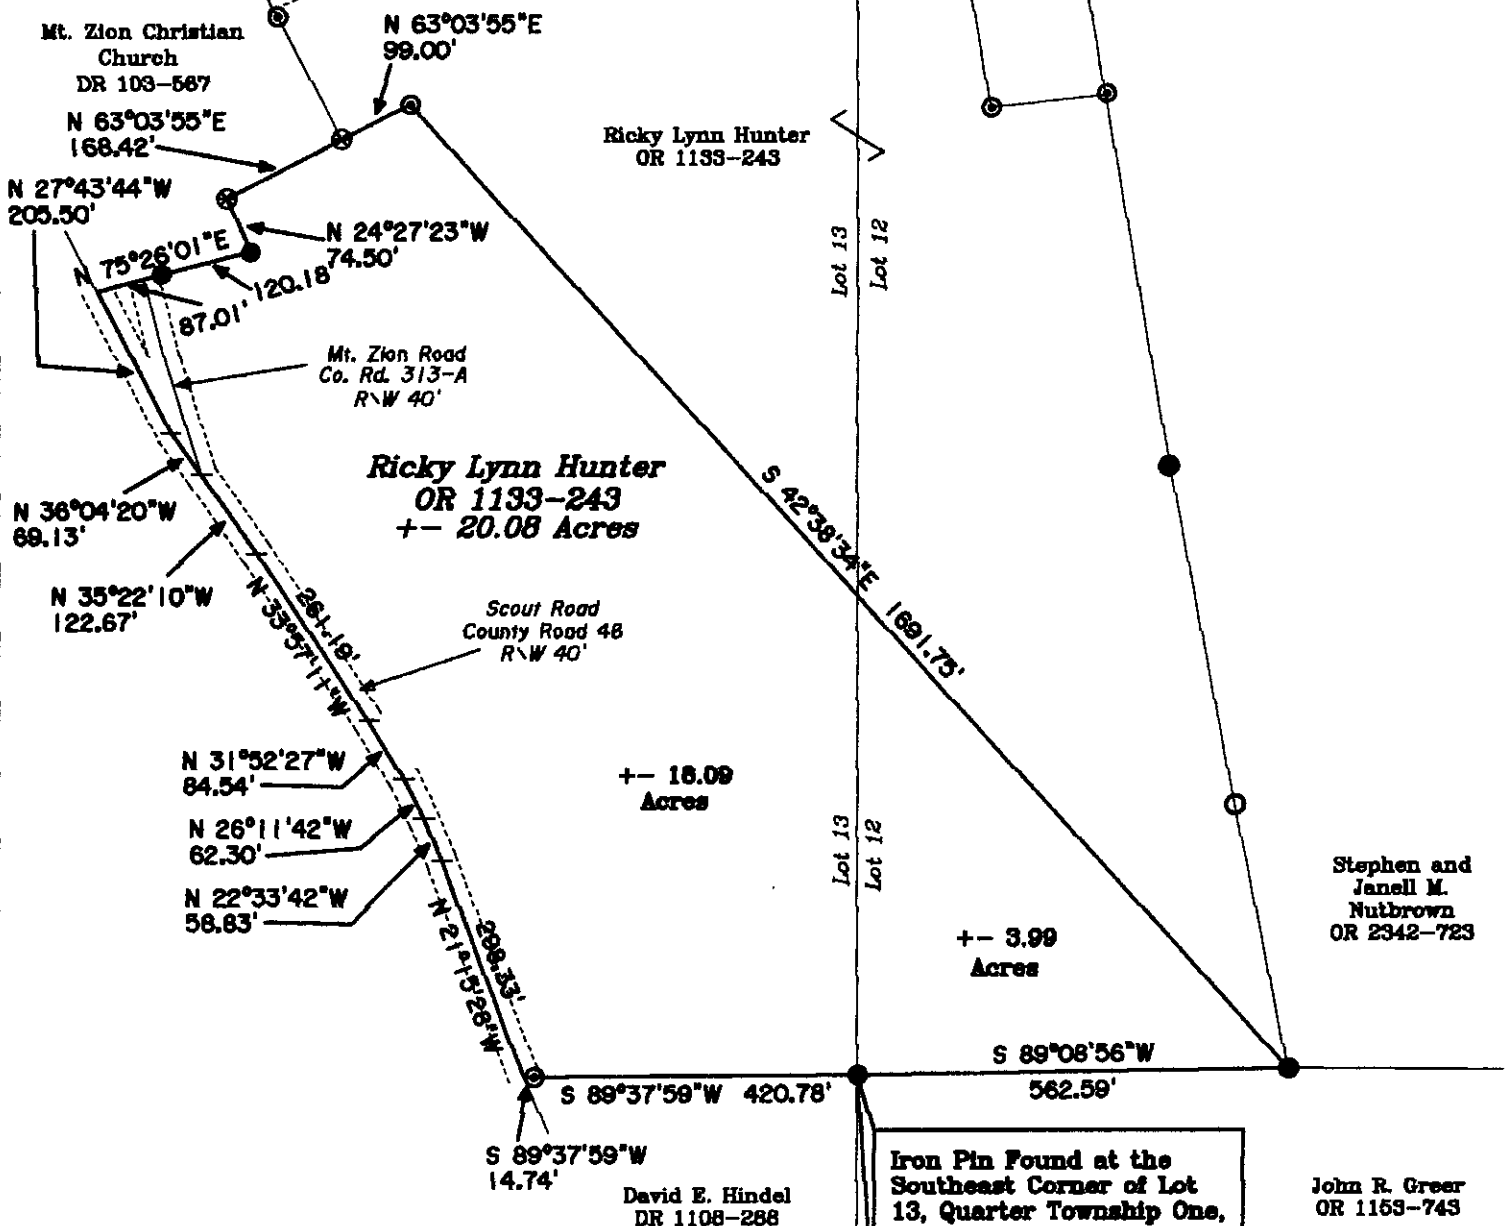 Mt. Zion Christian
Church
DR 103-567
N 63°03'55"E
99.00'
N 63°03'55"E
168.42'
N 27°43'44"W
205.50'
N 24°27'23"W
74.50'
N 75°26'01"E
120.18'
87.01'
Ricky Lynn Hunter
OR 1133-243
Lot 13
Lot 12
Mt. Zion Road
Co. Rd. 313-A
R\W 40'
Ricky Lynn Hunter
OR 1133-243
+- 20.08 Acres
S 42°38'34"E 1691.75'
N 36°04'20"W
69.13'
N 35°22'10"W
122.67'
N 33°57'11"W
261.19'
Scout Road
County Road 46
R\W 40'
N 31°52'27"W
84.54'
N 26°11'42"W
62.30'
N 22°33'42"W
58.83'
N 21°15'28"W
298.33'
+- 16.09
Acres
Lot 13
Lot 12
+- 3.99
Acres
Stephen and
Janell M.
Nutbrown
OR 2342-723
S 89°08'56"W
562.59'
S 89°37'59"W 420.78'
S 89°37'59"W
14.74'
David E. Hindel
DR 1108-288
Iron Pin Found at the
Southeast Corner of Lot
13, Quarter Township One,
John R. Greer
OR 1153-743